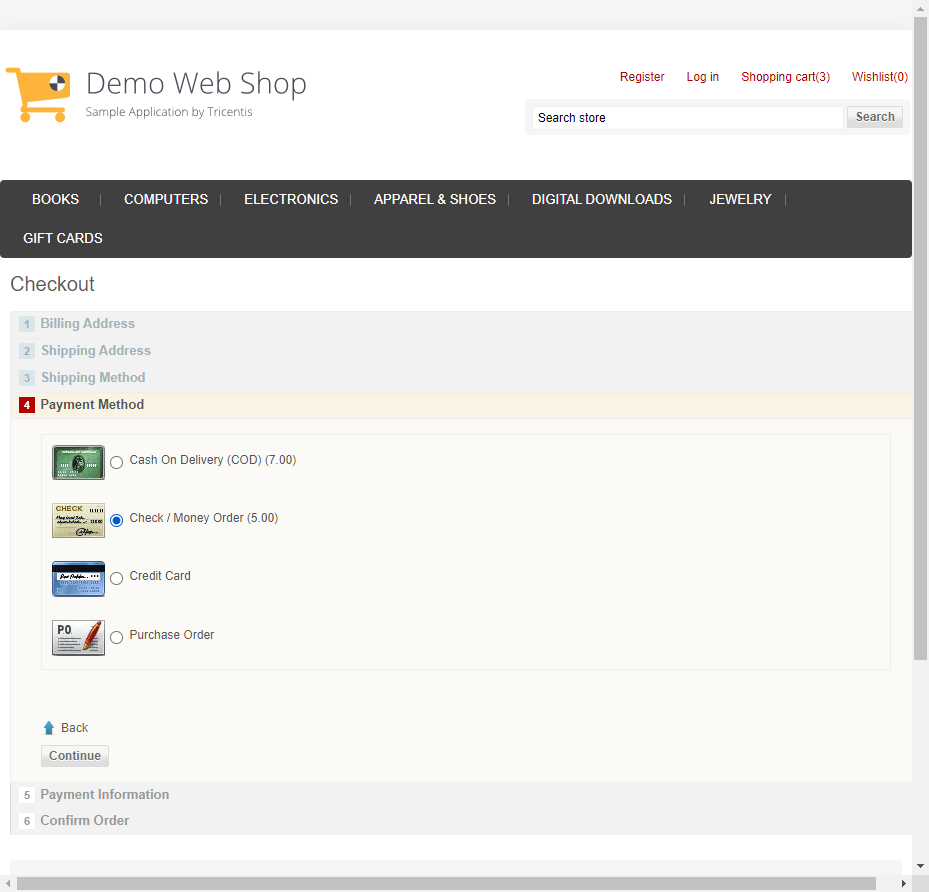 Demo Web Shop
Sample Application by Tricentis
Register Log in Shopping cart(3) Wishlist(0)
Search store Search
BOOKS COMPUTERS ELECTRONICS APPAREL & SHOES DIGITAL DOWNLOADS JEWELRY
GIFT CARDS
Checkout
1 Billing Address
2 Shipping Address
3 Shipping Method
4 Payment Method
Cash On Delivery (COD) (7.00)
CHECK
Check / Money Order (5.00)
Credit Card
P.O.
Purchase Order
Back
Continue
5 Payment Information
6 Confirm Order